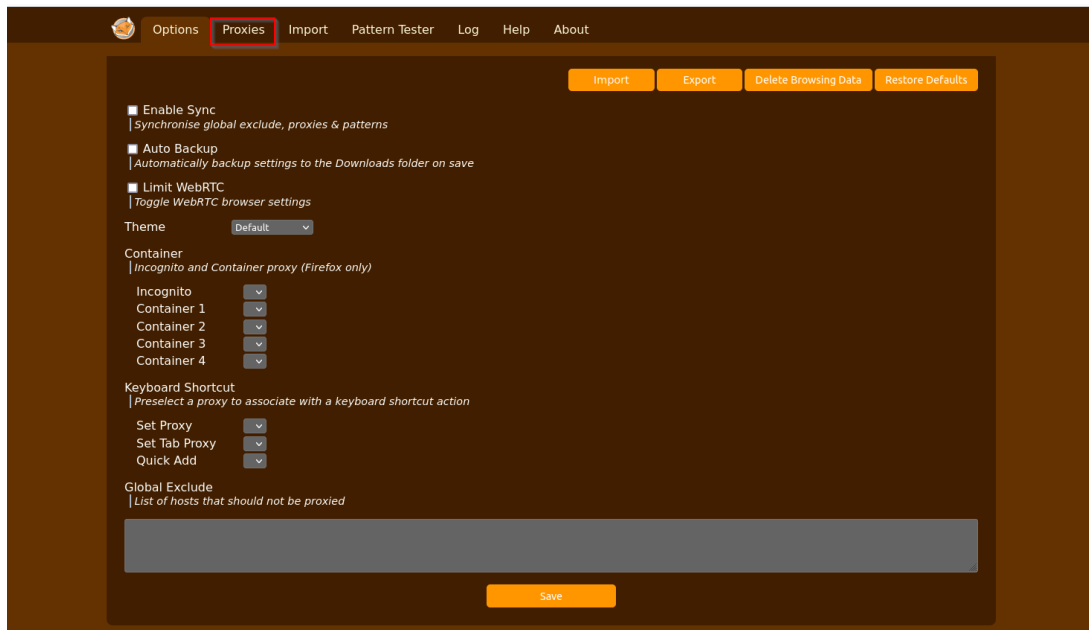 Options Proxies Import Pattern Tester Log Help About
Import Export Delete Browsing Data Restore Defaults
Enable Sync
Synchronise global exclude, proxies & patterns
Auto Backup
Automatically backup settings to the Downloads folder on save
Limit WebRTC
Toggle WebRTC browser settings
Theme Default
Container
Incognito and Container proxy (Firefox only)
Incognito
Container 1
Container 2
Container 3
Container 4
Keyboard Shortcut
Preselect a proxy to associate with a keyboard shortcut action
Set Proxy
Set Tab Proxy
Quick Add
Global Exclude
List of hosts that should not be proxied
Save